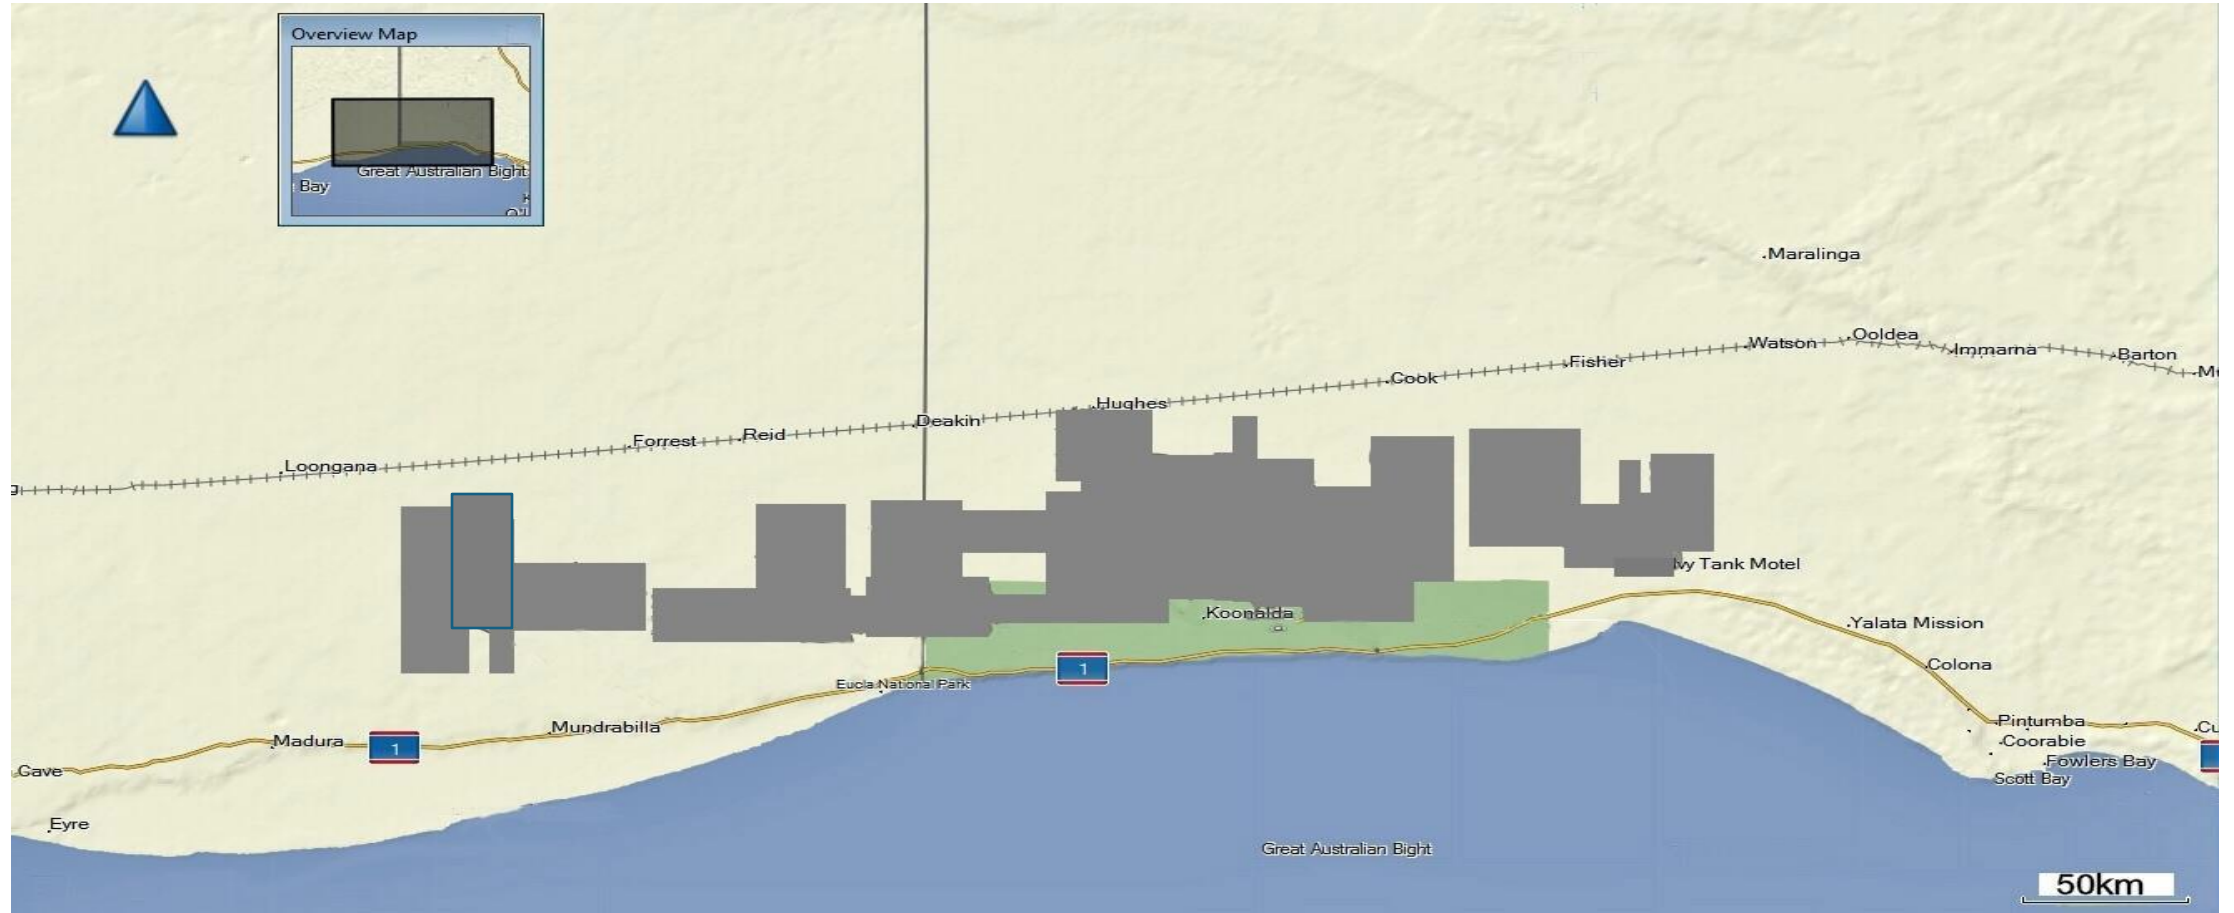 Overview Map
Great Australian Bight
Bay
Maralinga
Ooldea
Watson
Immarna
Barton
Fisher
Cook
Hughes
Deakin
Reid
Forrest
Loongana
Ivy Tank Motel
Koonalda
Yalata Mission
Colona
1
Eucla National Park
Mundrabilla
Madura
1
Pintumba
Coorabie
Fowlers Bay
Scott Bay
Cave
Eyre
Great Australian Bight
50km